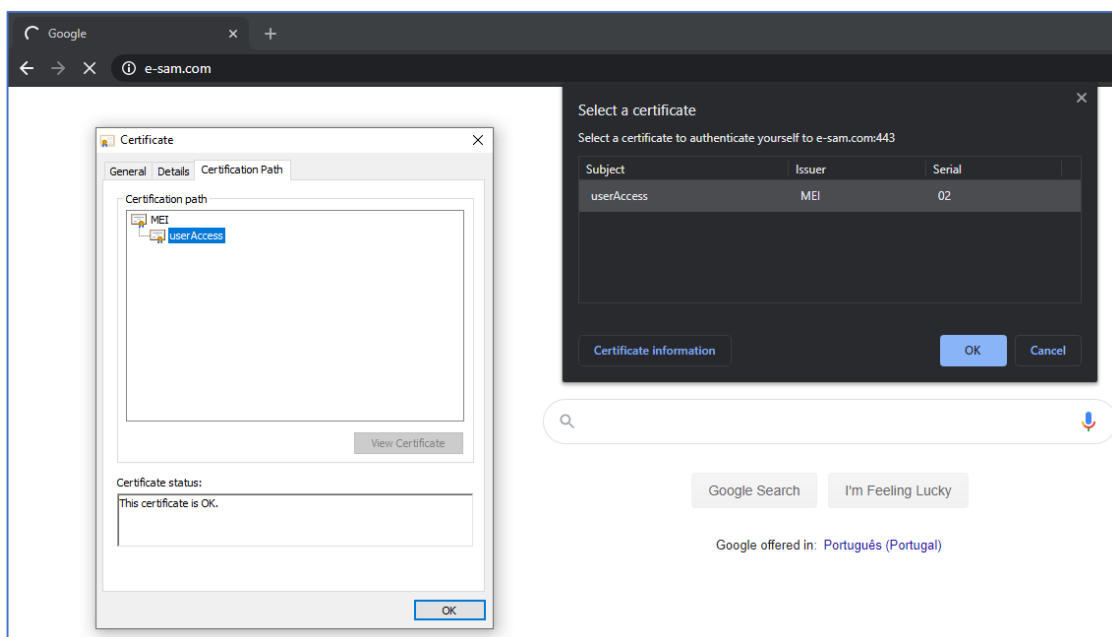 Google
e-sam.com
Certificate
General Details Certification Path
Certification path
MEI
userAccess
View Certificate
Certificate status:
This certificate is OK.
OK
Select a certificate
Select a certificate to authenticate yourself to e-sam.com:443
Subject Issuer Serial
userAccess MEI 02
Certificate information OK Cancel
Google Search I'm Feeling Lucky
Google offered in: Português (Portugal)